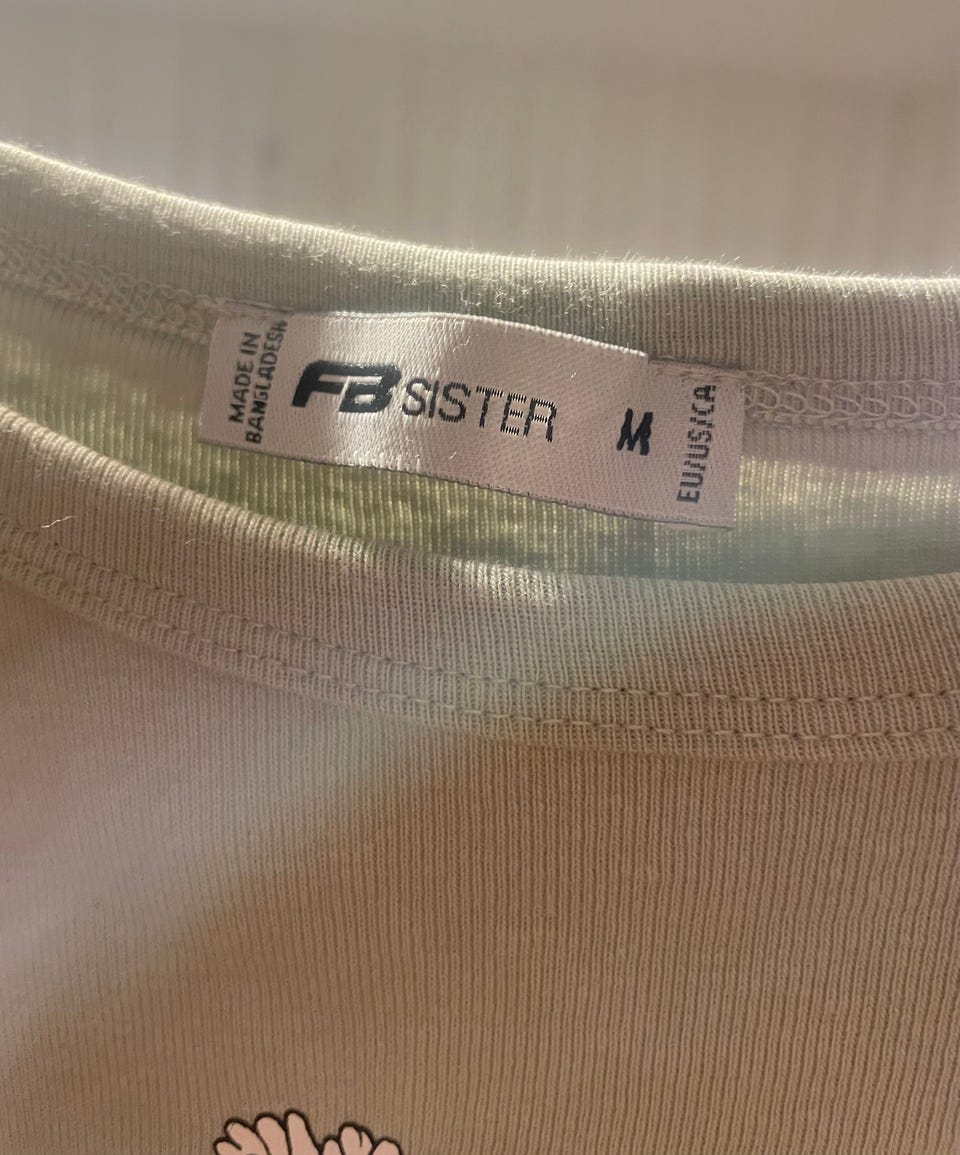 MADE IN
BANGLADESH
FB SISTER
M
EU/US/CA